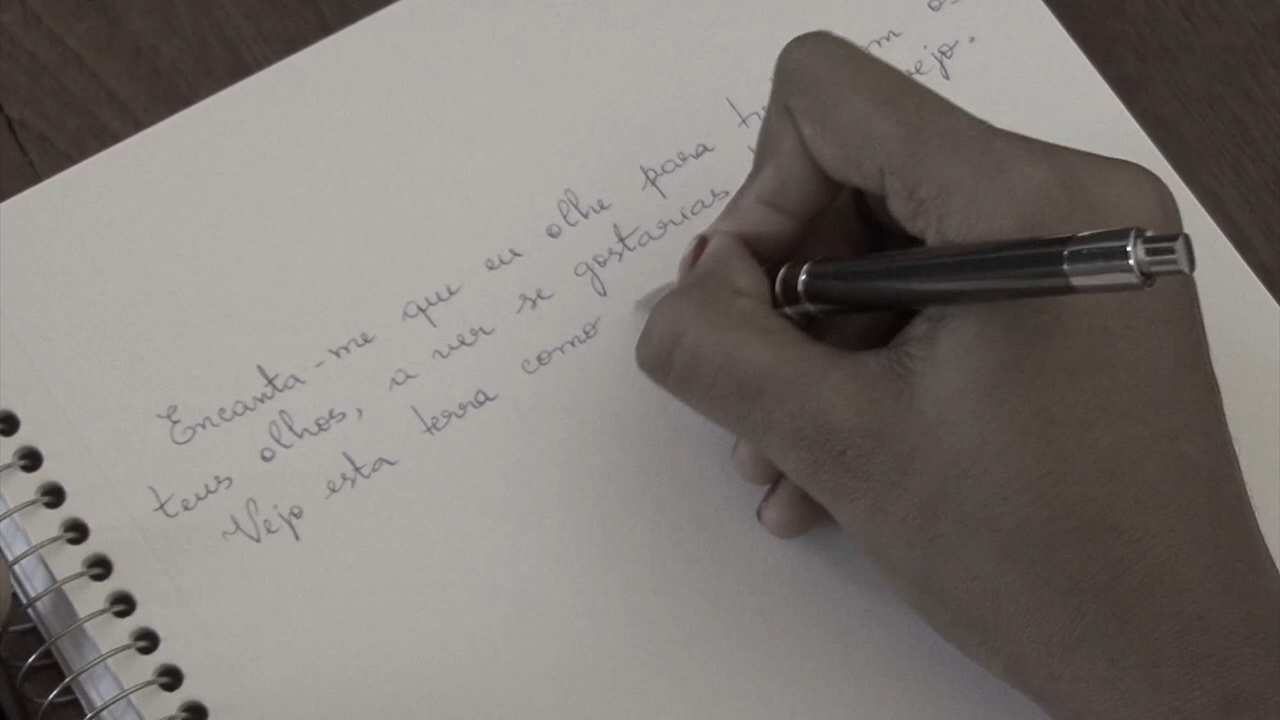 Encanta-me que eu olhe para
teus olhos, a ver se gostarias
Vejo esta terra como